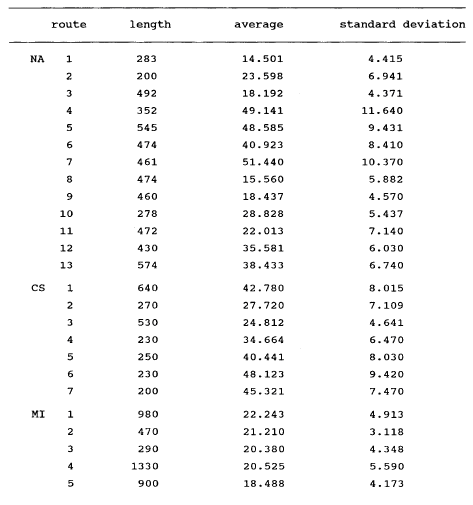 route length average standard deviation
NA 1 283 14.501 4.415
2 200 23.598 6.941
3 492 18.192 4.371
4 352 49.141 11.640
5 545 48.585 9.431
6 474 40.923 8.410
7 461 51.440 10.370
8 474 15.560 5.882
9 460 18.437 4.570
10 278 28.828 5.437
11 472 22.013 7.140
12 430 35.581 6.030
13 574 38.433 6.740
CS 1 640 42.780 8.015
2 270 27.720 7.109
3 530 24.812 4.641
4 230 34.664 6.470
5 250 40.441 8.030
6 230 48.123 9.420
7 200 45.321 7.470
MI 1 980 22.243 4.913
2 470 21.210 3.118
3 290 20.380 4.348
4 1330 20.525 5.590
5 900 18.488 4.173